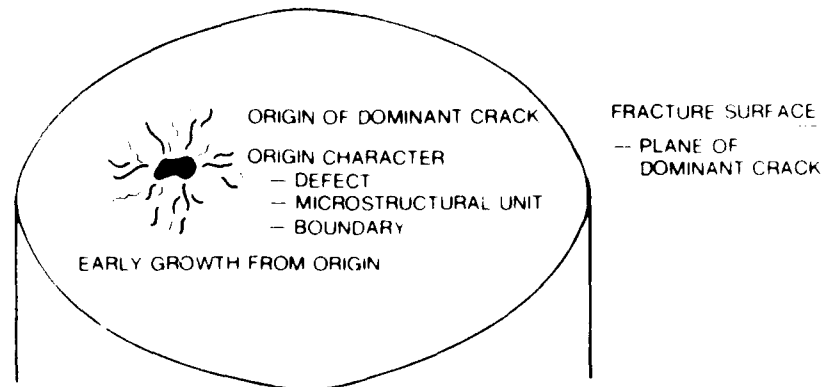 ORIGIN OF DOMINANT CRACK
ORIGIN CHARACTER
— DEFECT
— MICROSTRUCTURAL UNIT
— BOUNDARY
EARLY GROWTH FROM ORIGIN
FRACTURE SURFACE
— PLANE OF
DOMINANT CRACK